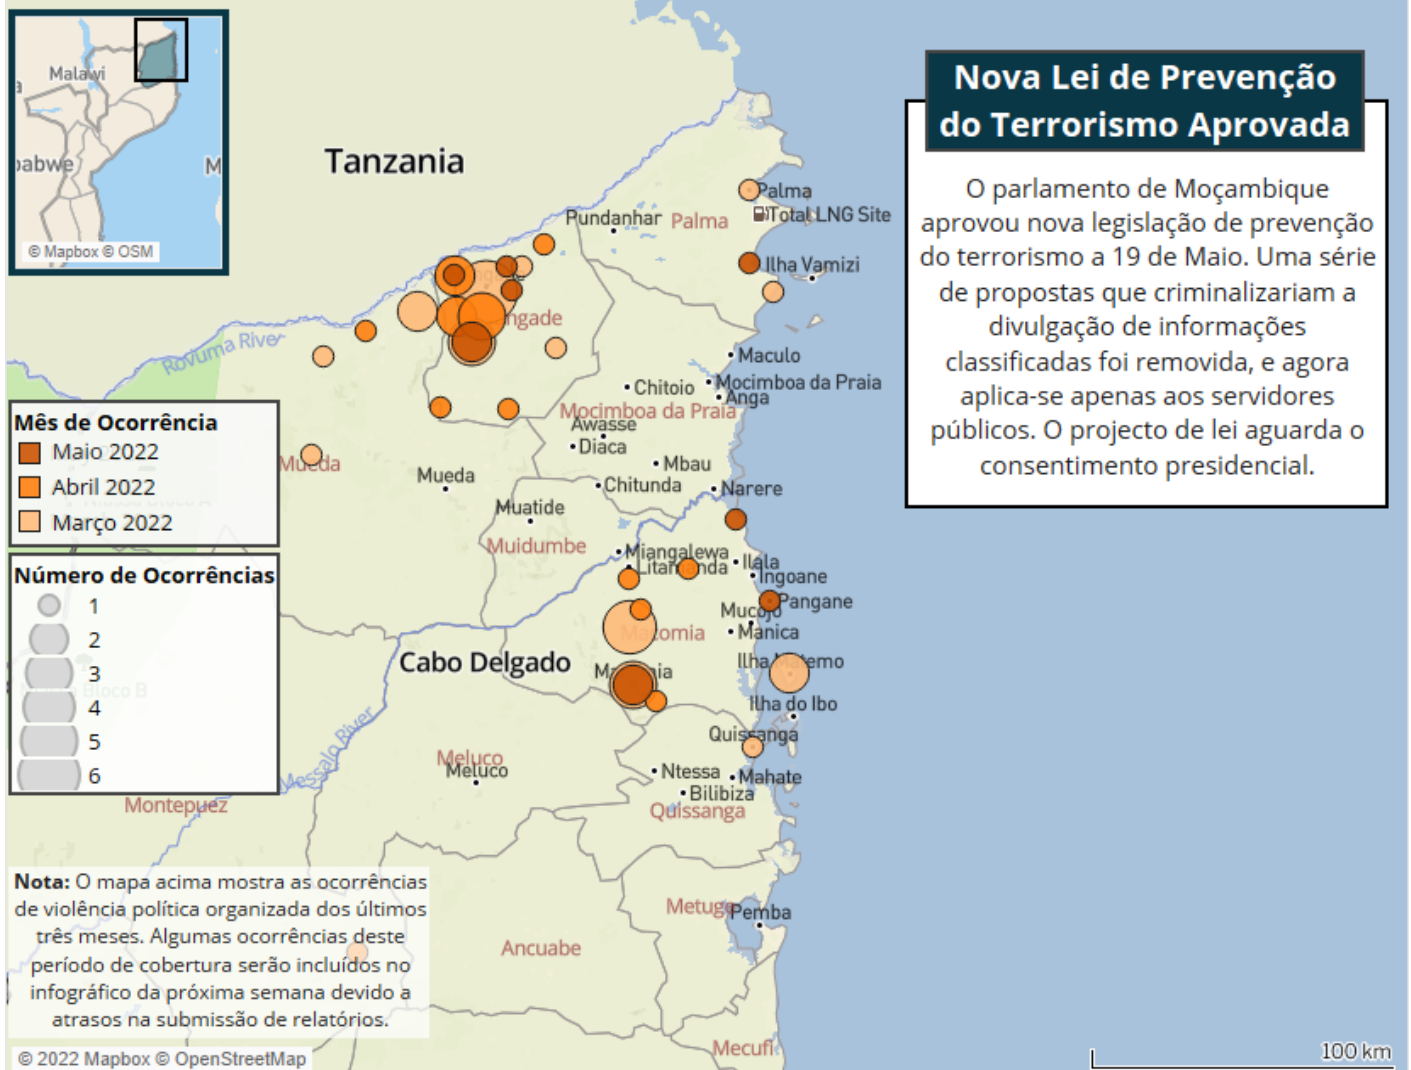 Malawi
babwe
M
© Mapbox © OSM
Tanzania
Nova Lei de Prevenção
do Terrorismo Aprovada
O parlamento de Moçambique
aprovou nova legislação de prevenção
do terrorismo a 19 de Maio. Uma série
de propostas que criminalizariam a
divulgação de informações
classificadas foi removida, e agora
aplica-se apenas aos servidores
públicos. O projecto de lei aguarda o
consentimento presidencial.
Palma
Total LNG Site
Pundanhar
Palma
Ilha Vamizi
ngade
Rovuma River
Maculo
Chitoio
Mocimboa da Praia
Anga
Mocimboa da Praia
Awasse
Diaca
Mbau
Mueda
Mueda
Chitunda
Narere
Muatide
Muidumbe
Miangalewa
Ilala
Ingoane
Pangane
Mucojo
Manica
Cabo Delgado
Ilha do Ibo
Quissanga
Meluco
Meluco
Ntessa
Mahate
Bilibiza
Quissanga
Messalo River
Montepuez
Metuge
Pemba
Ancuabe
Mecufi
Mês de Ocorrência
Maio 2022
Abril 2022
Março 2022
Número de Ocorrências
1
2
3
4
5
6
Nota: O mapa acima mostra as ocorrências
de violência política organizada dos últimos
três meses. Algumas ocorrências deste
período de cobertura serão incluídos no
infográfico da próxima semana devido a
atrasos na submissão de relatórios.
© 2022 Mapbox © OpenStreetMap
100 km